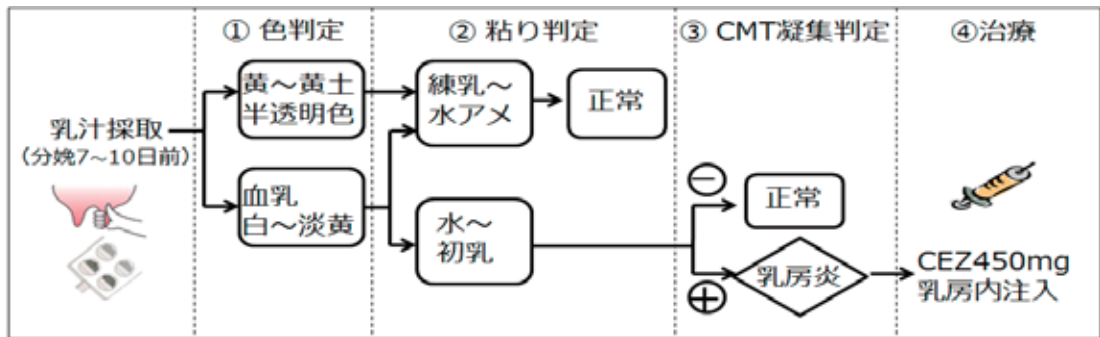 ① 色判定
② 粘り判定
③ CMT凝集判定
④治療
乳汁採取
(分娩7～10日前)
黄～黄土
半透明色
血乳
白～淡黄
練乳～
水アメ
水～
初乳
正常
⊖
正常
⊕
乳房炎
CEZ450mg
乳房内注入